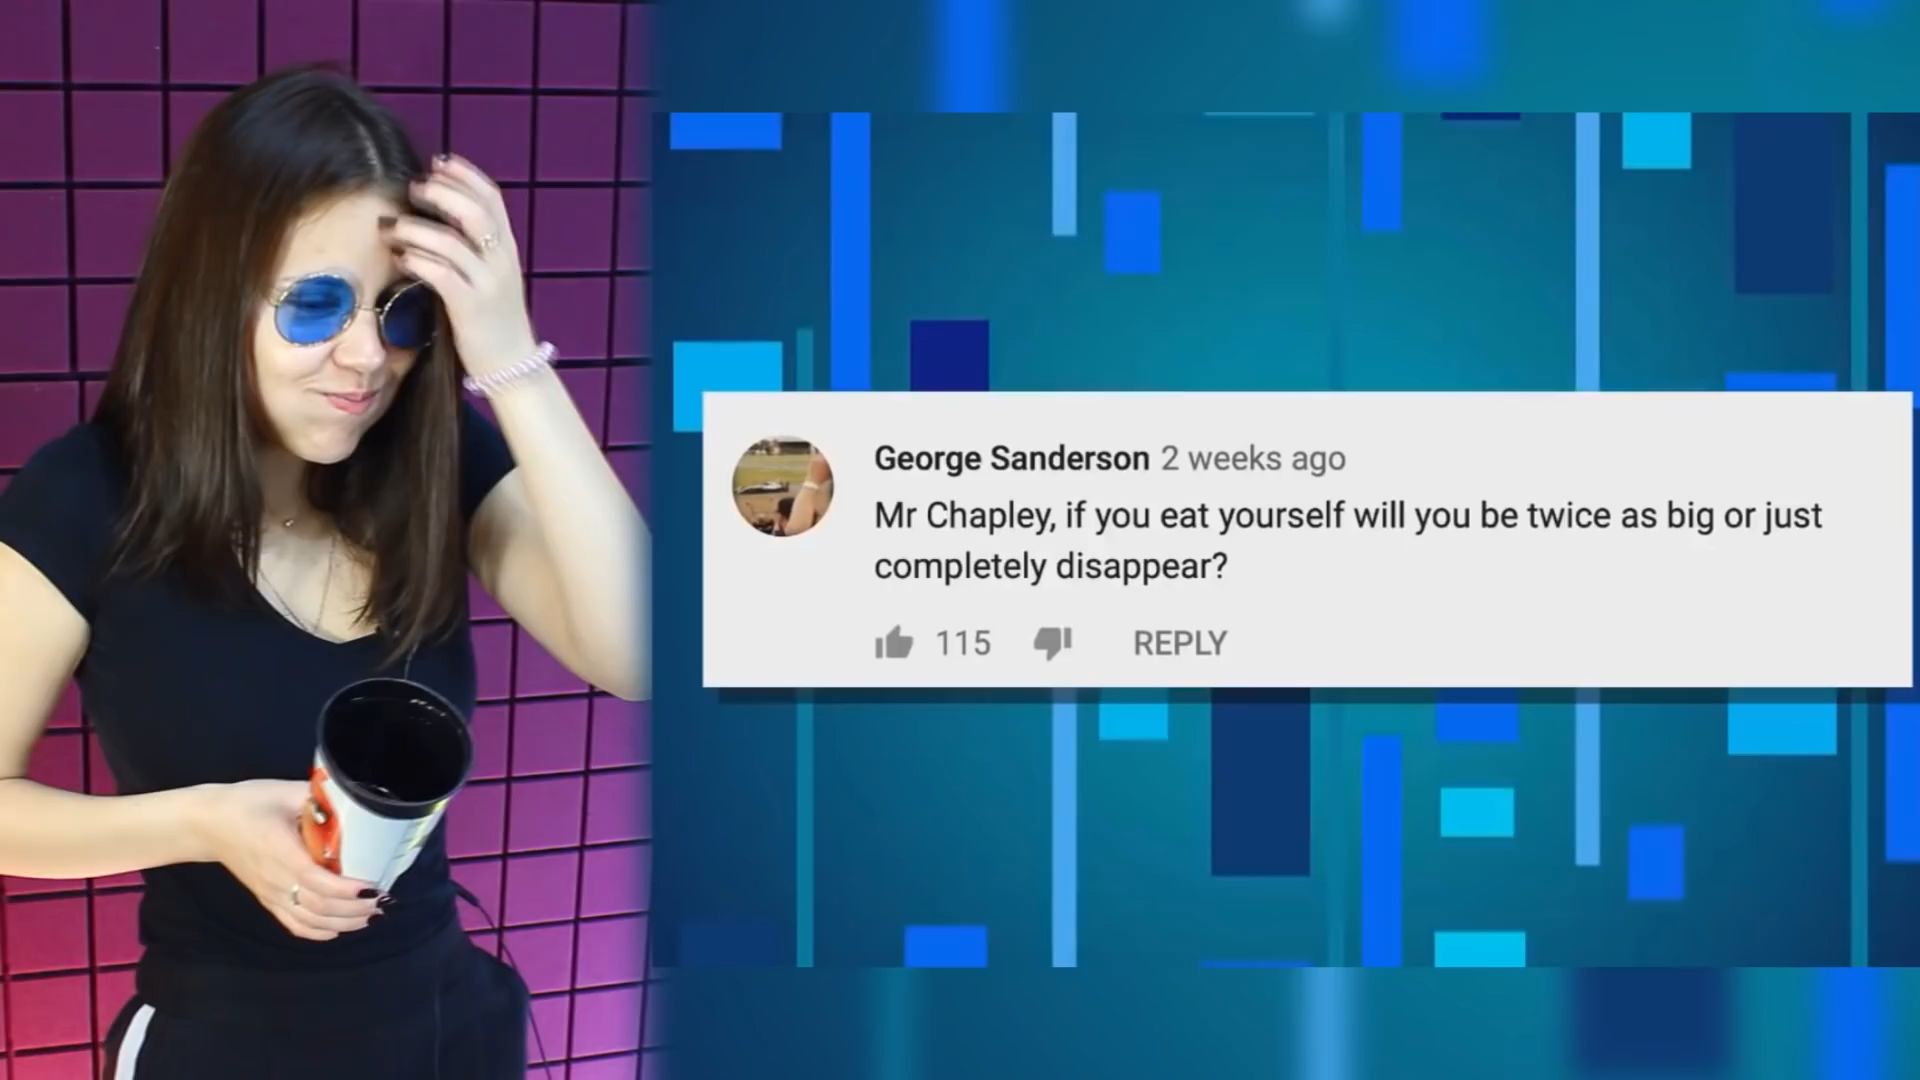 George Sanderson 2 weeks ago
Mr Chapley, if you eat yourself will you be twice as big or just
completely disappear?
115 REPLY